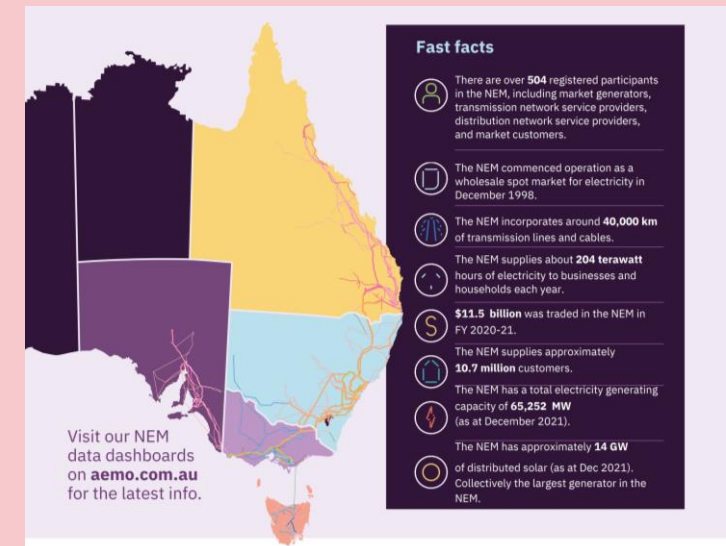 Fast facts
There are over 504 registered participants
in the NEM, including market generators,
transmission network service providers,
distribution network service providers,
and market customers.
The NEM commenced operation as a
wholesale spot market for electricity in
December 1998.
The NEM incorporates around 40,000 km
of transmission lines and cables.
The NEM supplies about 204 terawatt
hours of electricity to businesses and
households each year.
$11.5 billion was traded in the NEM in
FY 2020-21.
The NEM supplies approximately
10.7 million customers.
The NEM has a total electricity generating
capacity of 65,252 MW
(as at December 2021).
The NEM has approximately 14 GW
of distributed solar (as at Dec 2021).
Collectively the largest generator in the
NEM.
Visit our NEM
data dashboards
on aemo.com.au
for the latest info.